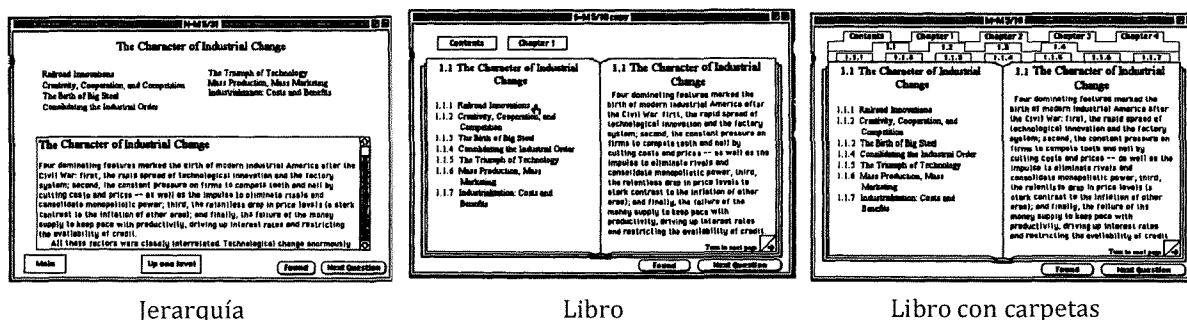 The Character of Industrial Change
Railroad Innovations
Creativity, Cooperation, and Competition
The Birth of Big Steel
Consolidating the Industrial Order
The Triumph of Technology
Mass Production, Mass Marketing
Industrialization: Costs and Benefits
The Character of Industrial Change
Four dominating features marked the birth of modern industrial America after the
Civil War: first, the rapid spread of technological innovation and the factory
system; second, the constant pressure on firms to compete tooth and nail by
cutting costs and prices -- as well as the impulse to eliminate rivals and
consolidate monopolistic power; third, the relentless drop in price levels (a stark
contrast to the inflation of other eras); and finally, the failure of the money
supply to keep pace with productivity, driving up interest rates and restricting
the availability of credit.
All these factors were closely interrelated. Technological change enormously
Main
Up one level
Found
Next Question
Jerarquía
Contents
Chapter 1
1.1 The Character of Industrial
Change
1.1.1 Railroad Innovations
1.1.2 Creativity, Cooperation, and
Competition
1.1.3 The Birth of Big Steel
1.1.4 Consolidating the Industrial Order
1.1.5 The Triumph of Technology
1.1.6 Mass Production, Mass
Marketing
1.1.7 Industrialization: Costs and
Benefits
1.1 The Character of Industrial
Change
Four dominating features marked the
birth of modern industrial America after
the Civil War: first, the rapid spread of
technological innovation and the factory
system; second, the constant pressure on
firms to compete tooth and nail by
cutting costs and prices -- as well as the
impulse to eliminate rivals and
consolidate monopolistic power; third,
the relentless drop in price levels (a
stark contrast to the inflation of other
eras); and finally, the failure of the
money supply to keep pace with
productivity, driving up interest rates
and restricting the availability of credit.
Turn to next page
Found
Next Question
Libro
Contents
Chapter 1
Chapter 2
Chapter 3
Chapter 4
1.1
1.2
1.3
1.4
1.1.1
1.1.2
1.1.3
1.1.4
1.1.5
1.1.6
1.1.7
1.1 The Character of Industrial
Change
1.1.1 Railroad Innovations
1.1.2 Creativity, Cooperation, and
Competition
1.1.3 The Birth of Big Steel
1.1.4 Consolidating the Industrial Order
1.1.5 The Triumph of Technology
1.1.6 Mass Production, Mass
Marketing
1.1.7 Industrialization: Costs and
Benefits
1.1 The Character of Industrial
Change
Four dominating features marked the
birth of modern industrial America after
the Civil War: first, the rapid spread of
technological innovation and the factory
system; second, the constant pressure on
firms to compete tooth and nail by
cutting costs and prices -- as well as the
impulse to eliminate rivals and
consolidate monopolistic power; third,
the relentless drop in price levels (a
stark contrast to the inflation of other
eras); and finally, the failure of the
money supply to keep pace with
productivity, driving up interest rates
and restricting the availability of credit.
Turn to next page
Found
Next Question
Libro con carpetas